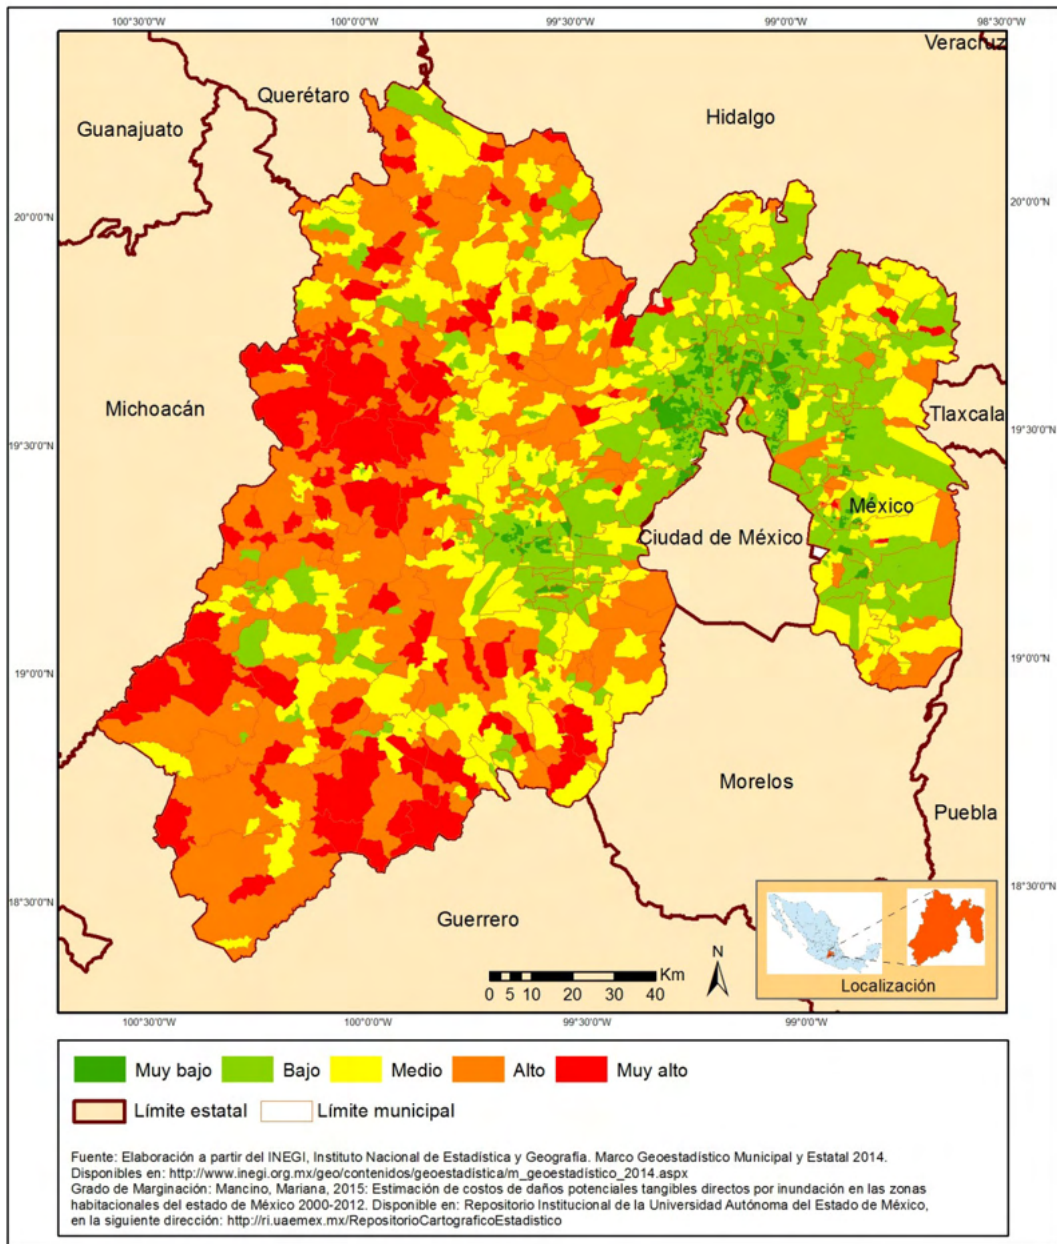 100°30'0"W 100°0'0"W 99°30'0"W 99°0'0"W 98°30'0"W
Veracruz
Querétaro
Guanajuato
Hidalgo
20°0'0"N 20°0'0"N
Michoacán
Tlaxcala
19°30'0"N 19°30'0"N
México
Ciudad de México
19°0'0"N 19°0'0"N
Morelos
Puebla
18°30'0"N 18°30'0"N
Guerrero
N
Km
0 5 10 20 30 40
Localización
100°30'0"W 100°0'0"W 99°30'0"W 99°0'0"W
Muy bajo Bajo Medio Alto Muy alto
Límite estatal Límite municipal
Fuente: Elaboración a partir del INEGI, Instituto Nacional de Estadística y Geografía. Marco Geoestadístico Municipal y Estatal 2014.
Disponibles en: http://www.inegi.org.mx/geo/contenidos/geoestadistica/m_geoestadístico_2014.aspx
Grado de Marginación: Mancino, Mariana, 2015: Estimación de costos de daños potenciales tangibles directos por inundación en las zonas
habitacionales del estado de México 2000-2012. Disponible en: Repositorio Institucional de la Universidad Autónoma del Estado de México,
en la siguiente dirección: http://ri.uaemex.mx/RepositorioCartograficoEstadistico